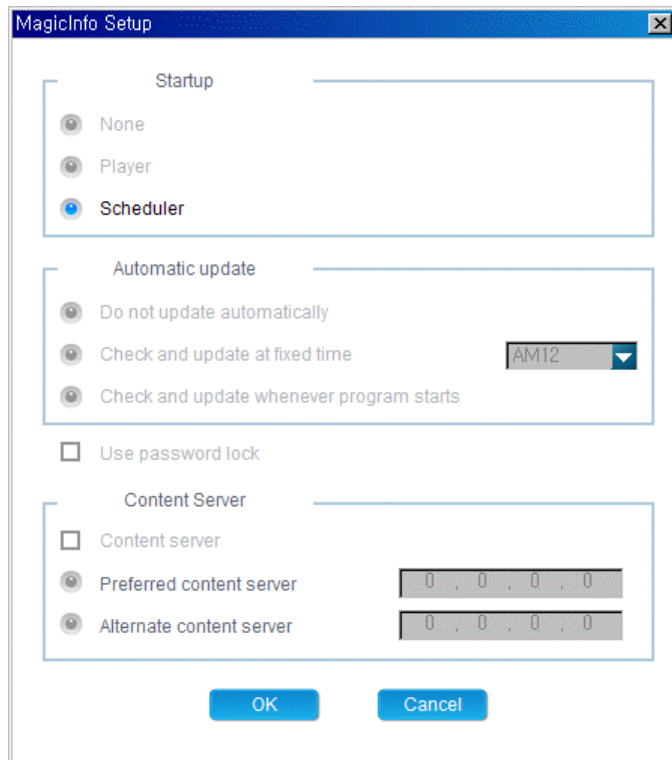 MagicInfo Setup
Startup
None
Player
Scheduler
Automatic update
Do not update automatically
Check and update at fixed time AM12
Check and update whenever program starts
Use password lock
Content Server
Content server
Preferred content server 0 . 0 . 0 . 0
Alternate content server 0 . 0 . 0 . 0
OK Cancel